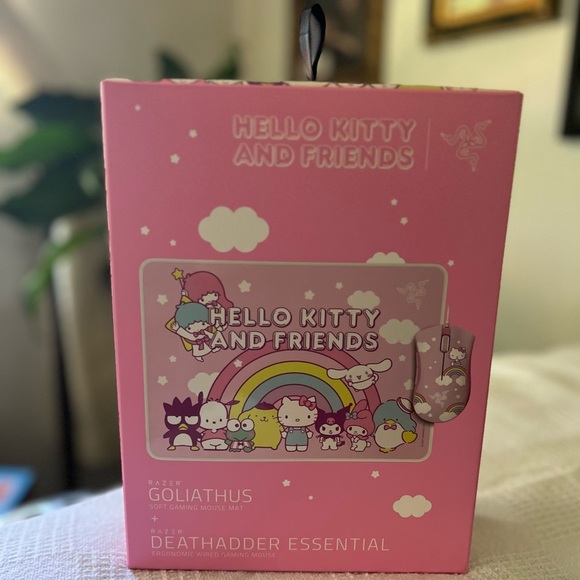 HELLO KITTY
AND FRIENDS
HELLO KITTY
AND FRIENDS
RAZER
GOLIATHUS
SOFT GAMING MOUSE MAT
+
RAZER
DEATHADDER ESSENTIAL
ERGONOMIC WIRED GAMING MOUSE